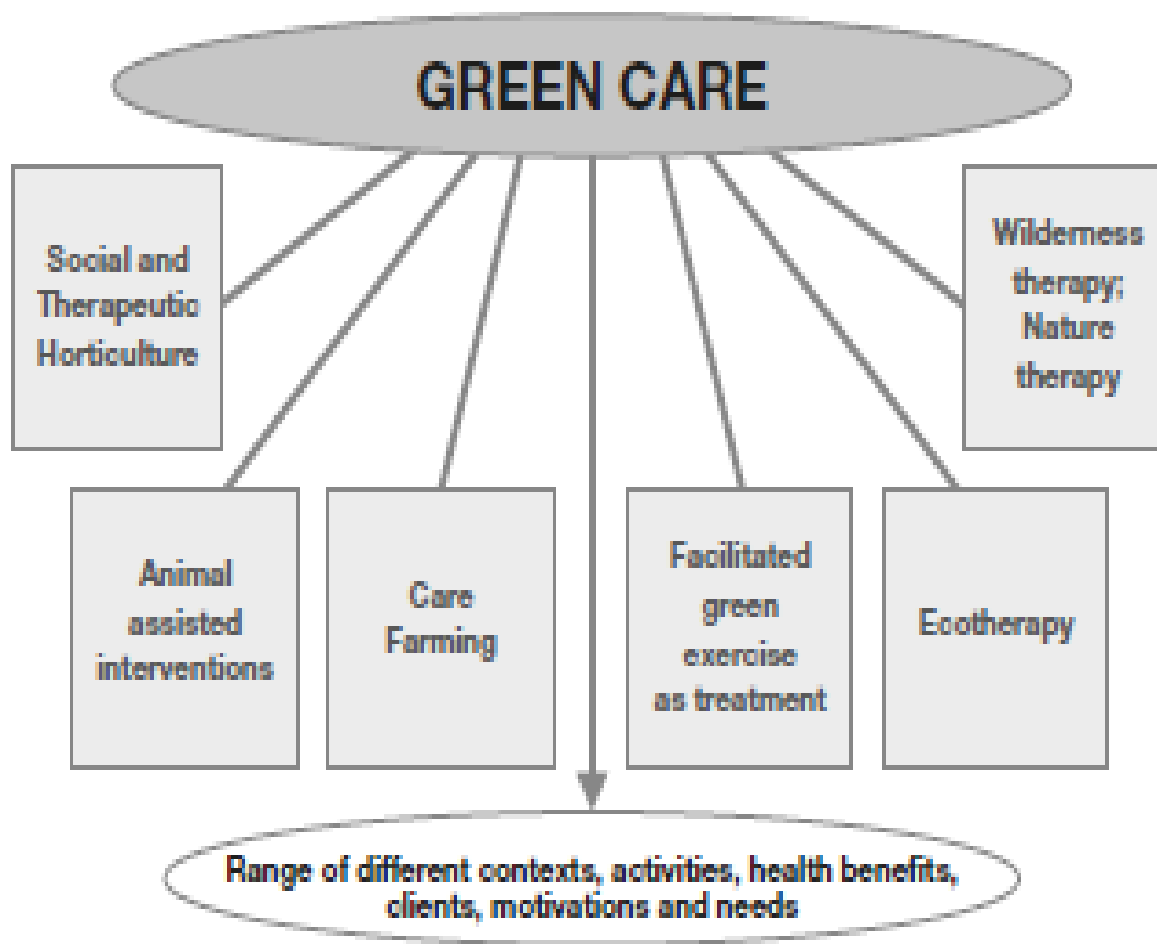 GREEN CARE
Social and
Therapeutic
Horticulture
Wilderness
therapy;
Nature
therapy
Animal
assisted
interventions
Care
Farming
Facilitated
green
exercise
as treatment
Ecotherapy
Range of different contexts, activities, health benefits,
clients, motivations and needs